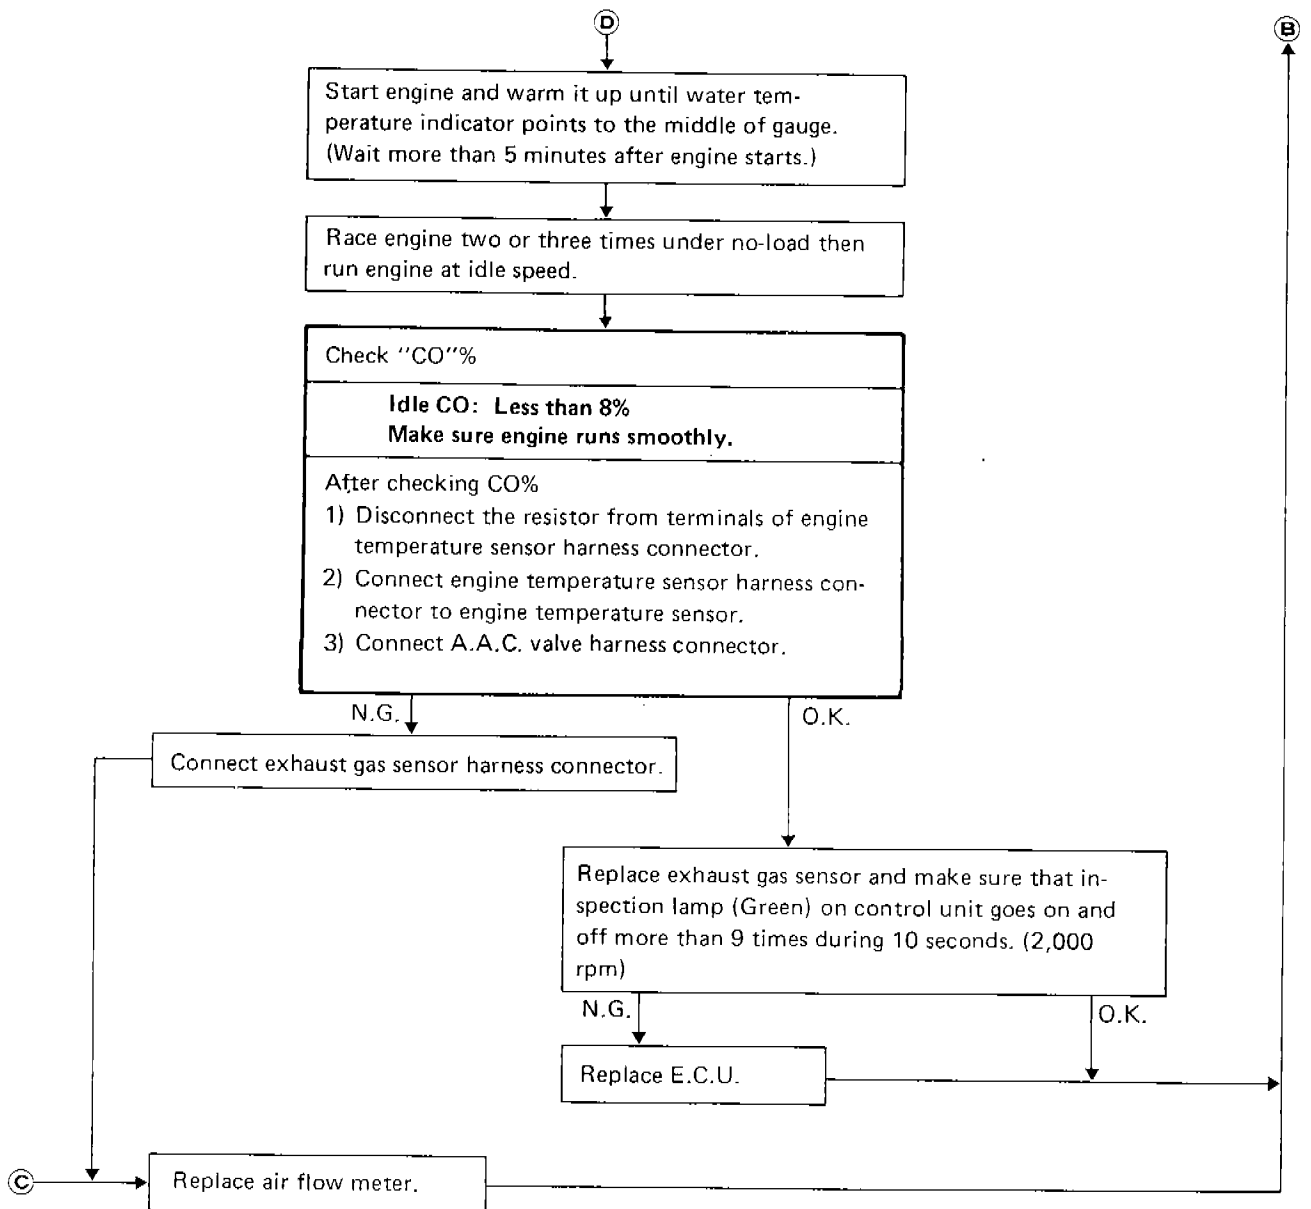 D
B
Start engine and warm it up until water tem-
perature indicator points to the middle of gauge.
(Wait more than 5 minutes after engine starts.)
Race engine two or three times under no-load then
run engine at idle speed.
Check "CO"%
Idle CO: Less than 8%
Make sure engine runs smoothly.
After checking CO%
1) Disconnect the resistor from terminals of engine
temperature sensor harness connector.
2) Connect engine temperature sensor harness con-
nector to engine temperature sensor.
3) Connect A.A.C. valve harness connector.
N.G.
O.K.
Connect exhaust gas sensor harness connector.
Replace exhaust gas sensor and make sure that in-
spection lamp (Green) on control unit goes on and
off more than 9 times during 10 seconds. (2,000
rpm)
N.G.
O.K.
Replace E.C.U.
C
Replace air flow meter.